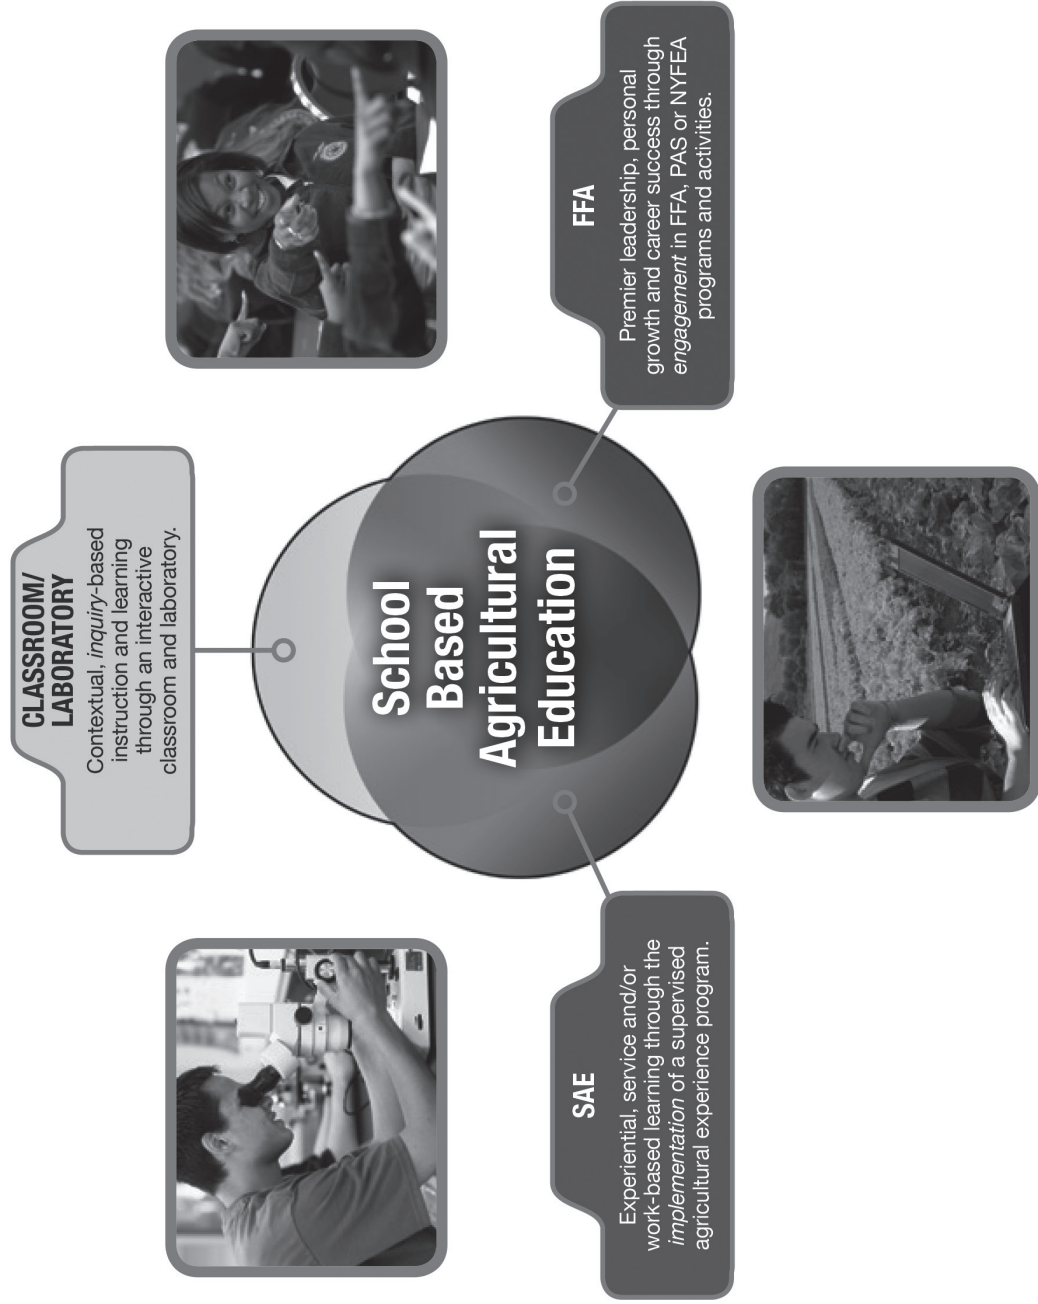 CLASSROOM/
LABORATORY
Contextual, inquiry-based
instruction and learning
through an interactive
classroom and laboratory.
School
Based
Agricultural
Education
SAE
Experiential, service and/or
work-based learning through the
implementation of a supervised
agricultural experience program.
FFA
Premier leadership, personal
growth and career success through
engagement in FFA, PAS or NYFEA
programs and activities.